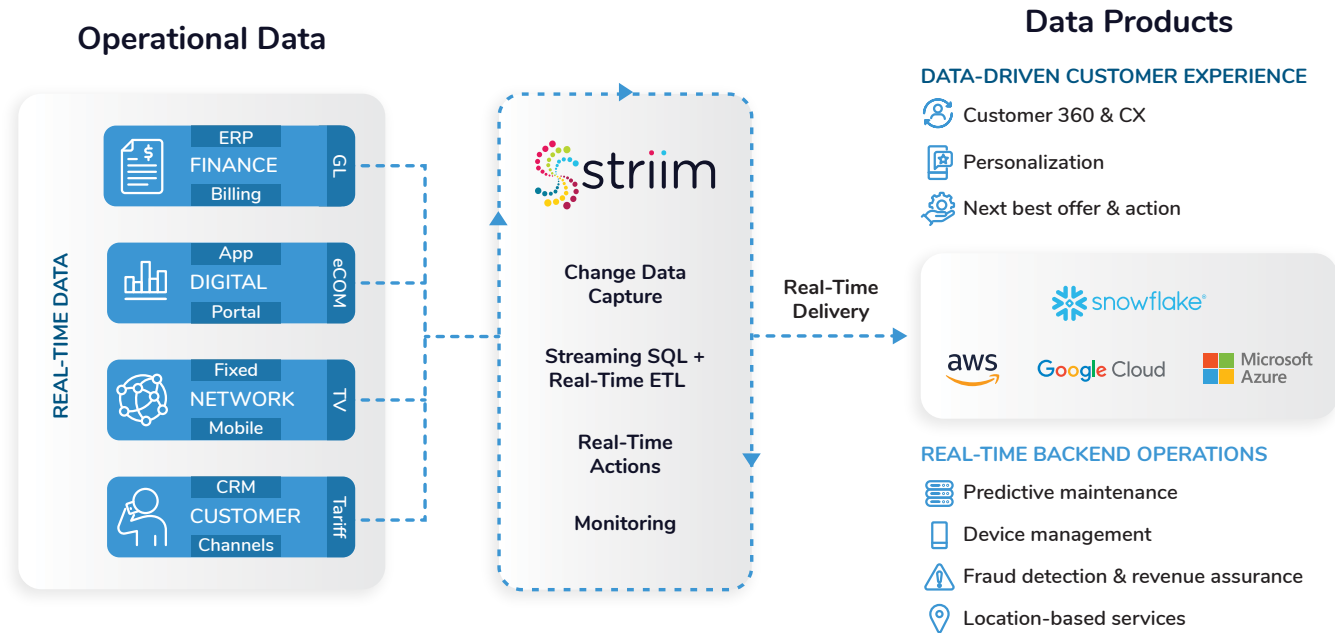 Operational Data
REAL-TIME DATA
ERP
FINANCE
Billing
GL
$
App
DIGITAL
Portal
eCOM
Fixed
NETWORK
Mobile
TV
CRM
CUSTOMER
Channels
Tariff
striim
Change Data
Capture
Streaming SQL +
Real-Time ETL
Real-Time
Actions
Monitoring
Real-Time
Delivery
Data Products
DATA-DRIVEN CUSTOMER EXPERIENCE
Customer 360 & CX
Personalization
Next best offer & action
snowflake®
aws
Google Cloud
Microsoft
Azure
REAL-TIME BACKEND OPERATIONS
Predictive maintenance
Device management
Fraud detection & revenue assurance
Location-based services